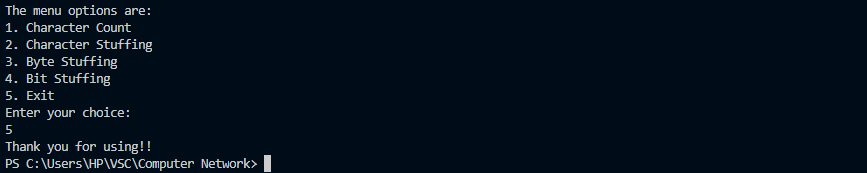 The menu options are:
1. Character Count
2. Character Stuffing
3. Byte Stuffing
4. Bit Stuffing
5. Exit
Enter your choice:
5
Thank you for using!!
PS C:\Users\HP\VSC\Computer Network>